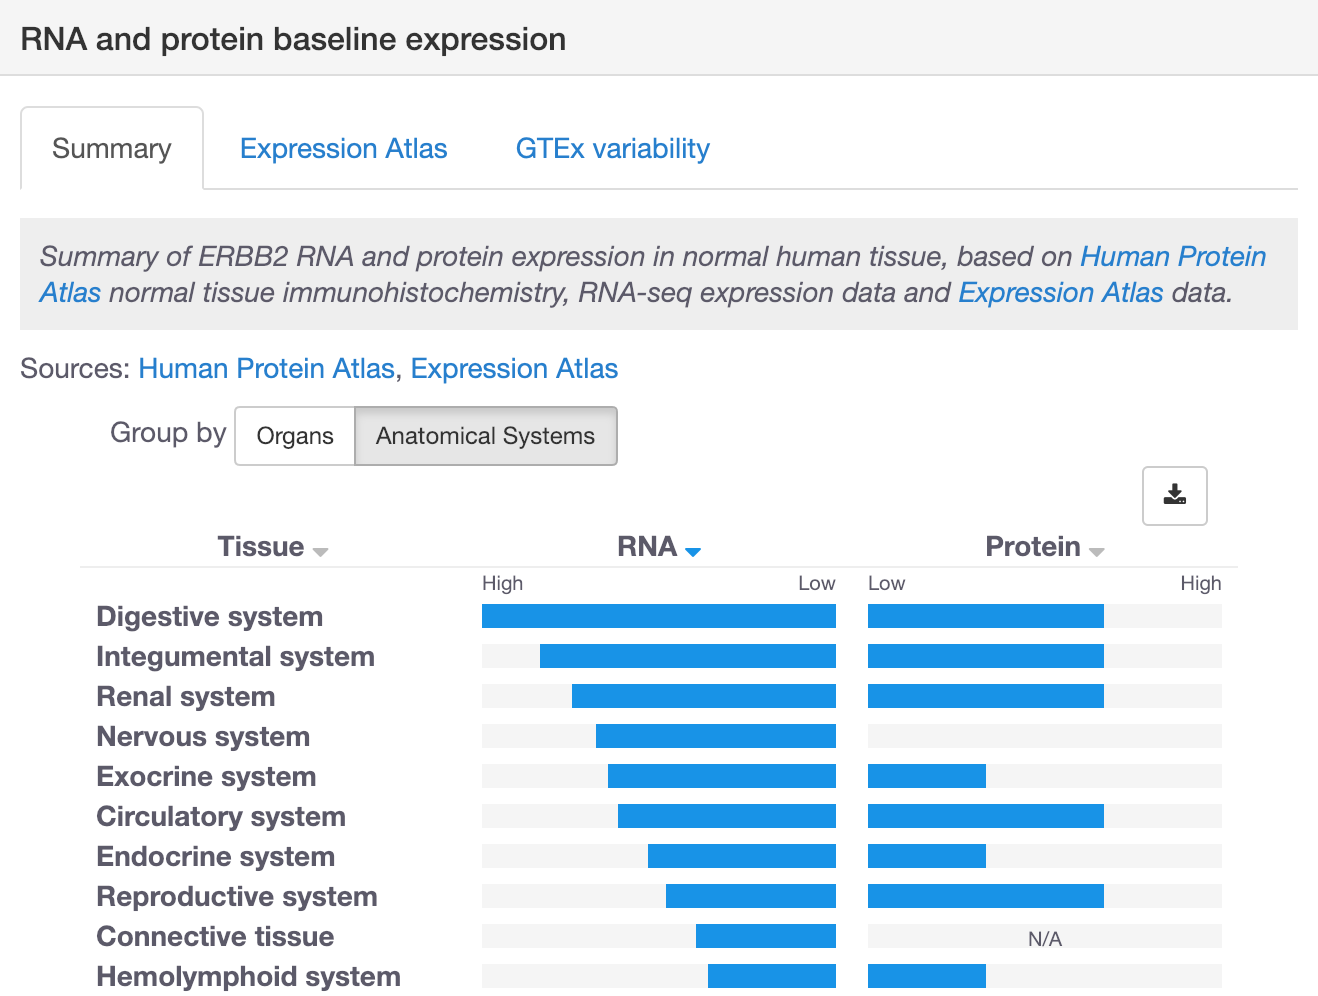 RNA and protein baseline expression
Summary
Expression Atlas
GTEx variability
Summary of ERBB2 RNA and protein expression in normal human tissue, based on Human Protein
Atlas normal tissue immunohistochemistry, RNA-seq expression data and Expression Atlas data.
Sources: Human Protein Atlas, Expression Atlas
Group by Organs Anatomical Systems
Tissue RNA Protein
High Low Low High
Digestive system
Integumental system
Renal system
Nervous system
Exocrine system
Circulatory system
Endocrine system
Reproductive system
Connective tissue N/A
Hemolymphoid system